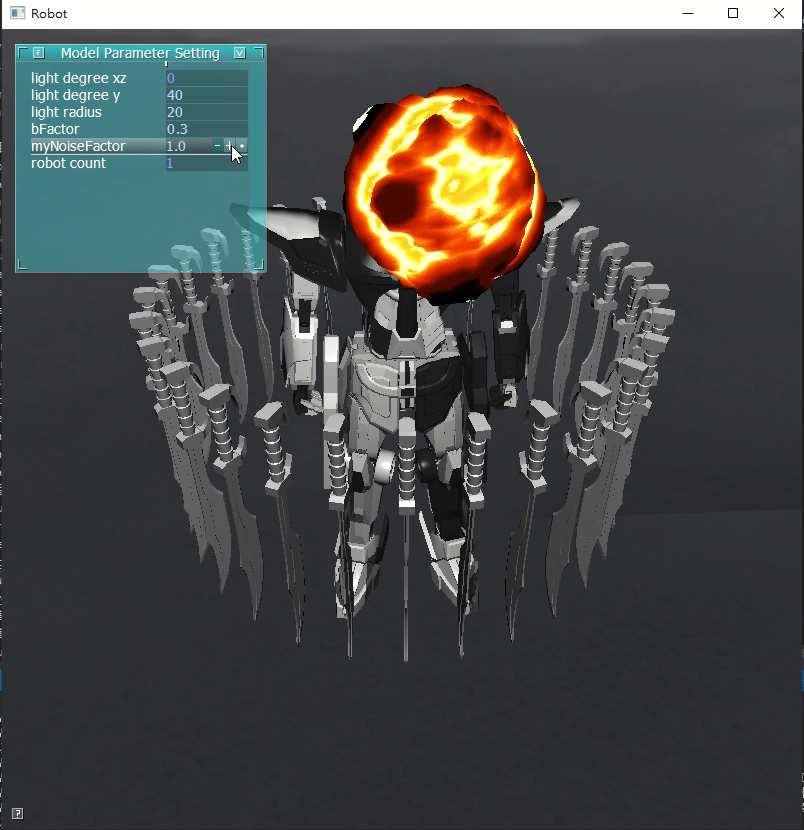 Robot
Model Parameter Setting
light degree xz 0
light degree y 40
light radius 20
bFactor 0.3
myNoiseFactor 1.0
robot count 1
?